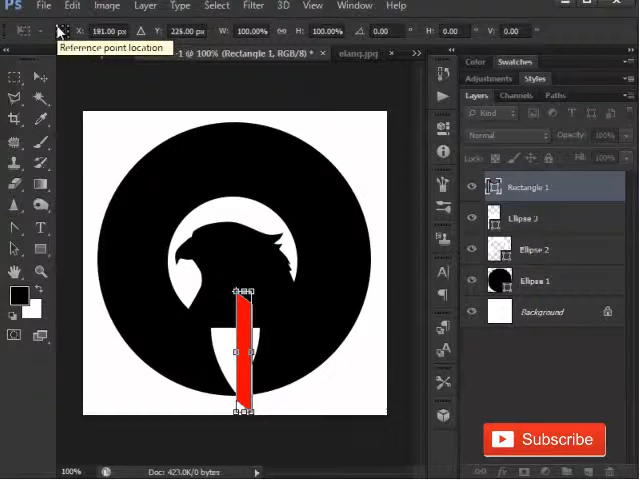 Ps File Edit Image Layer Type Select Filter 3D View Window Help
X: 191.00 px Y: 225.00 px W: 100.00% H: 100.00% 0.00 ° H: 0.00 ° V: 0.00 °
Reference point location
-1 @ 100% (Rectangle 1, RGB/8) * × elang.jpg ×
Color Swatches
Adjustments Styles
Layers Channels Paths
Kind
Normal Opacity: 100%
Lock: Fill: 100%
Rectangle 1
Ellipse 3
Ellipse 2
Ellipse 1
Background
Subscribe
100% Doc: 423.0K/0 bytes